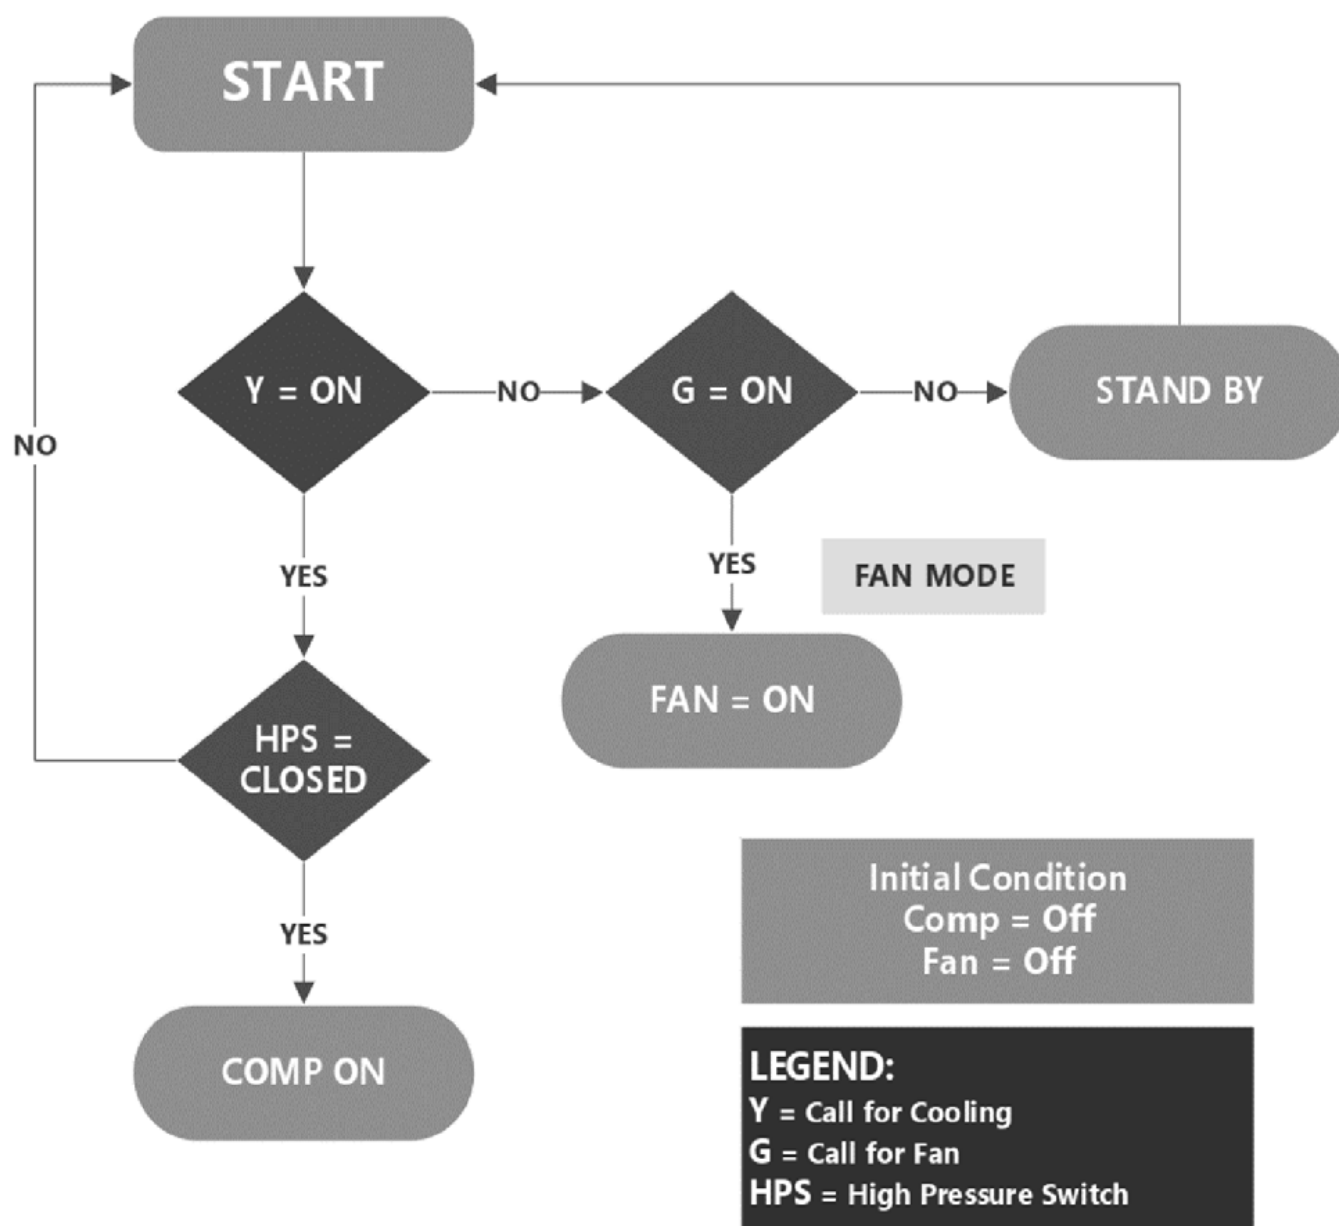 START
Y = ON
NO
G = ON
NO
STAND BY
NO
YES
YES
FAN MODE
HPS =
CLOSED
FAN = ON
YES
COMP ON
Initial Condition
Comp = Off
Fan = Off
LEGEND:
Y = Call for Cooling
G = Call for Fan
HPS = High Pressure Switch